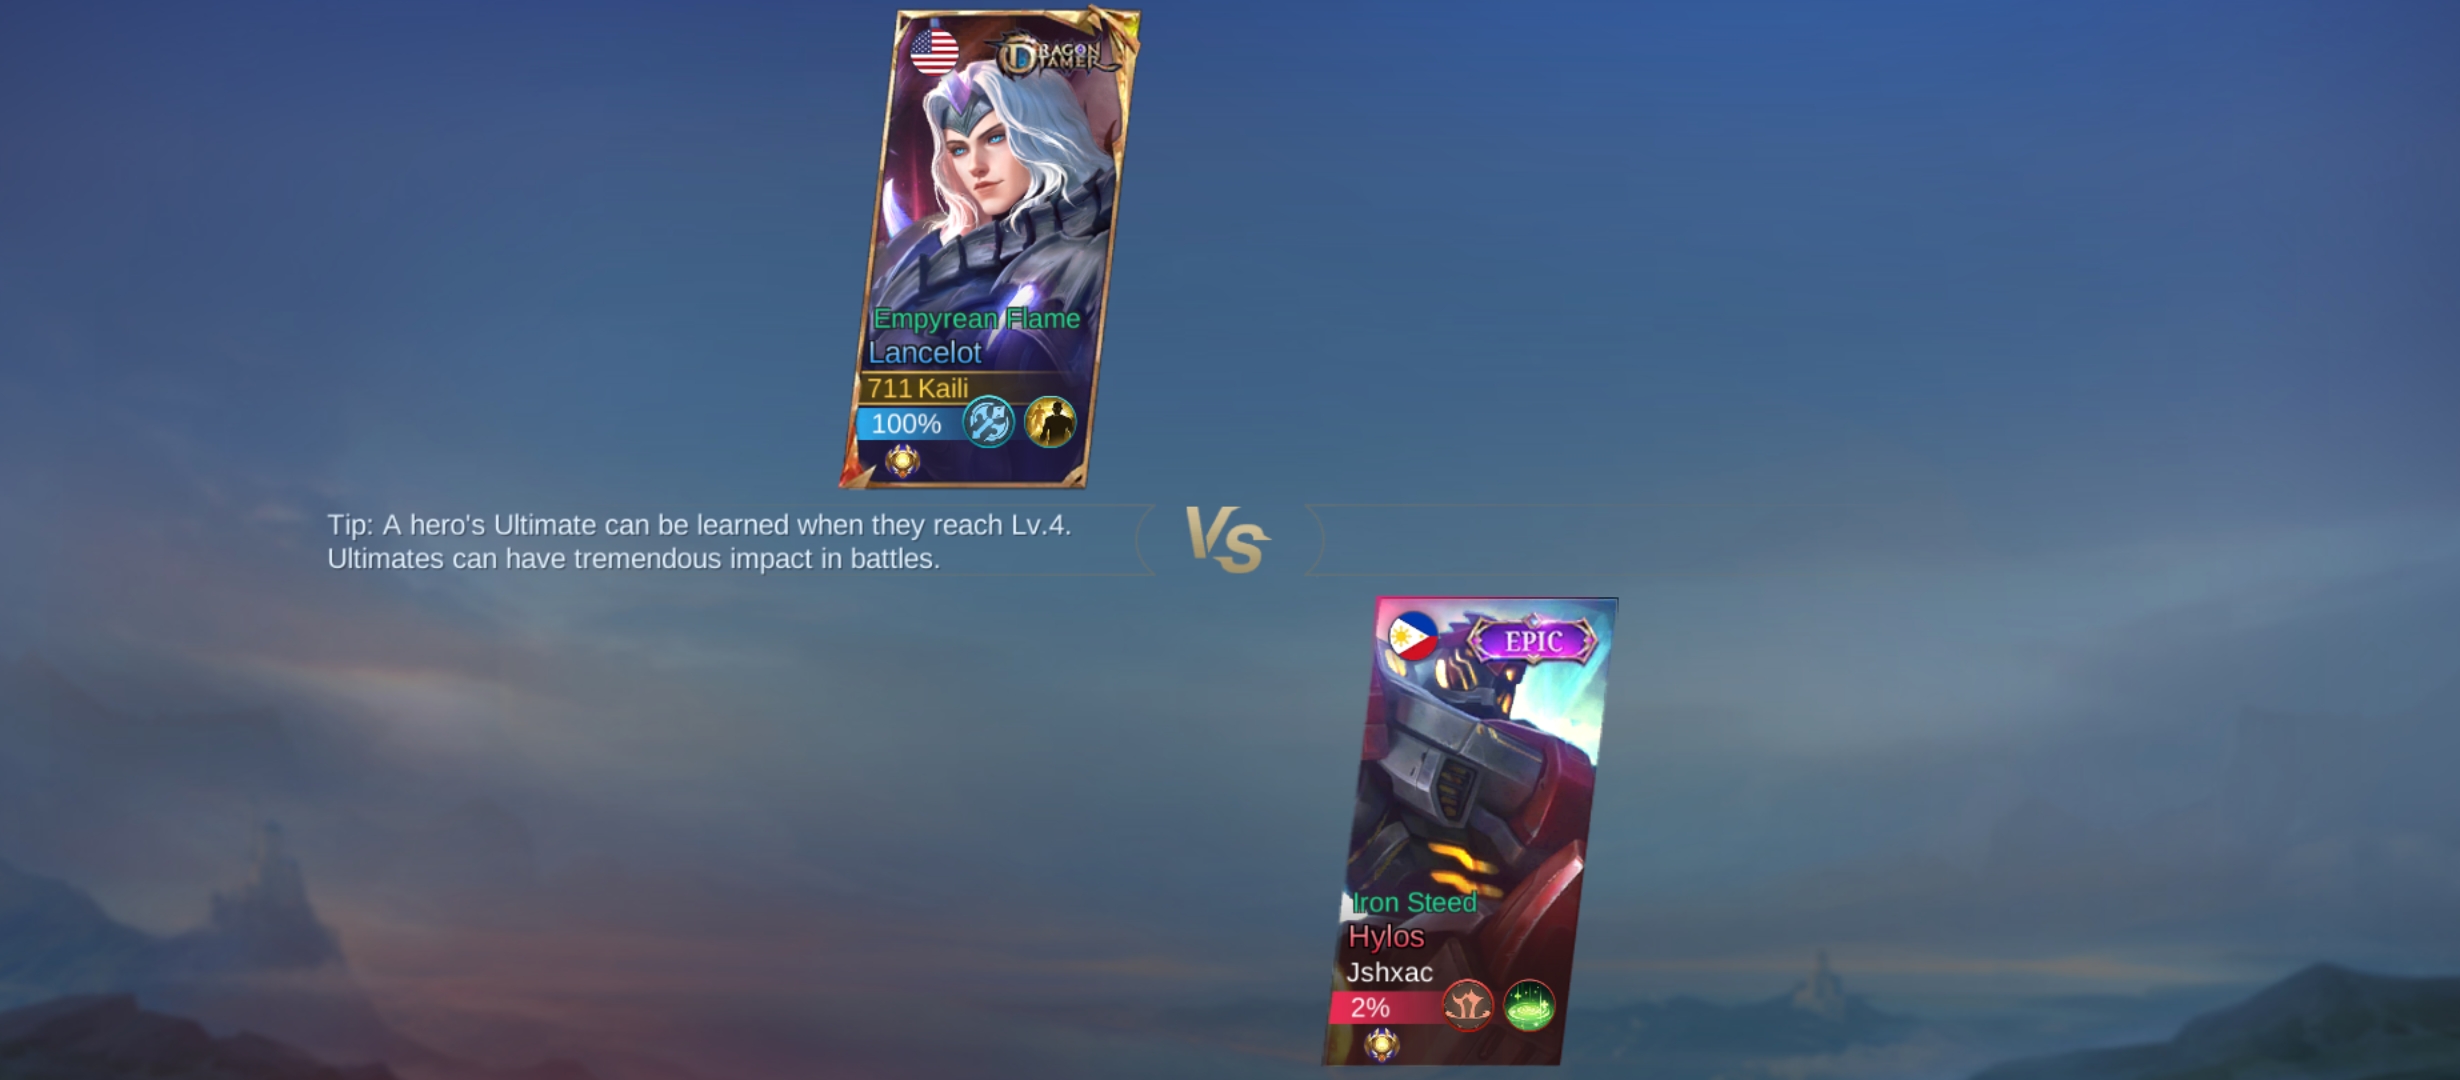 DRAGON
TAMER
Empyrean Flame
Lancelot
711 Kaili
100%
Tip: A hero's Ultimate can be learned when they reach Lv.4.
Ultimates can have tremendous impact in battles.
Vs
EPIC
Iron Steed
Hylos
Jshxac
2%